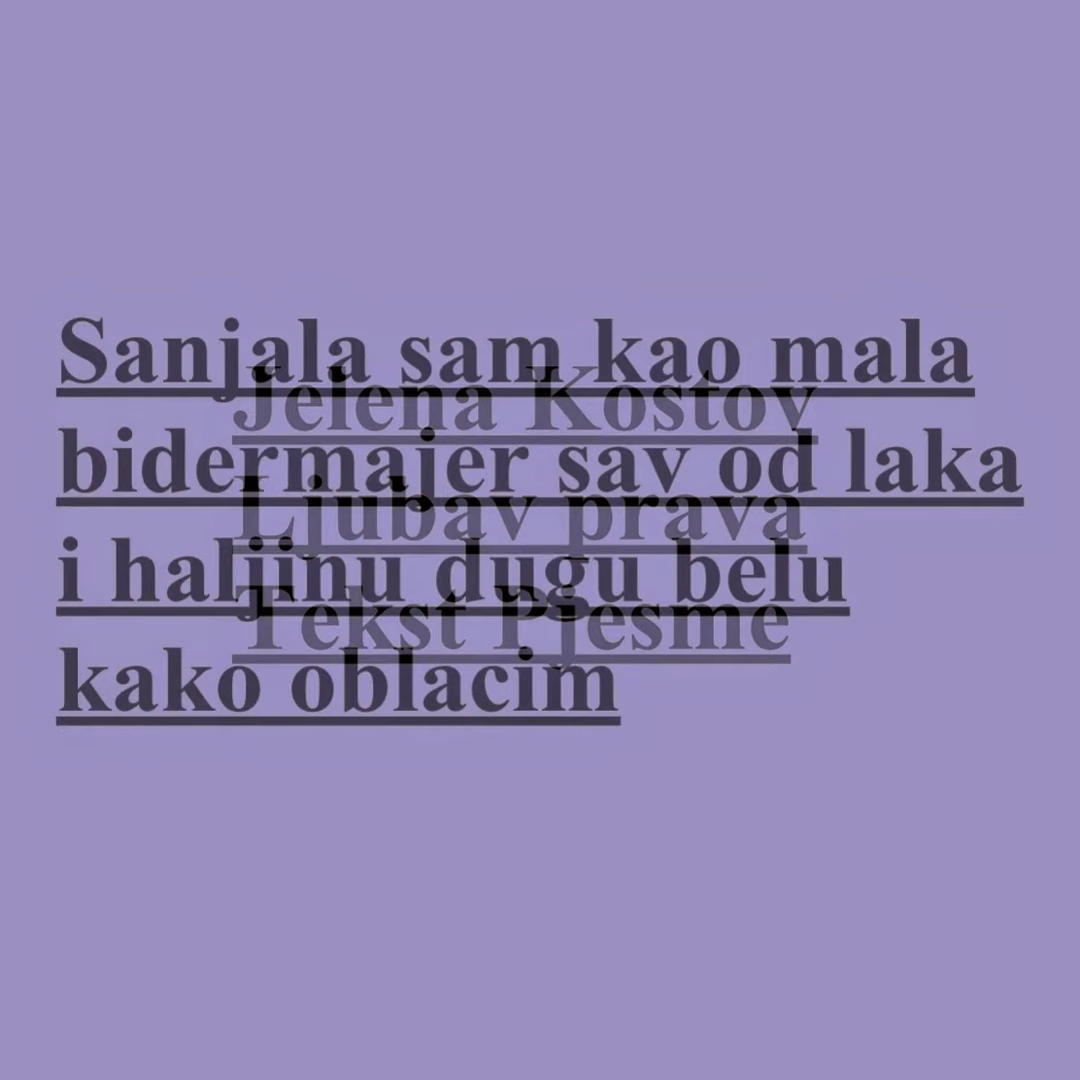 Sanjala sam kao mala
Jelena Kostov
bidermajer sav od laka
Ljubav prava
i haljinu dugu belu
Tekst Pjesme
kako oblacim